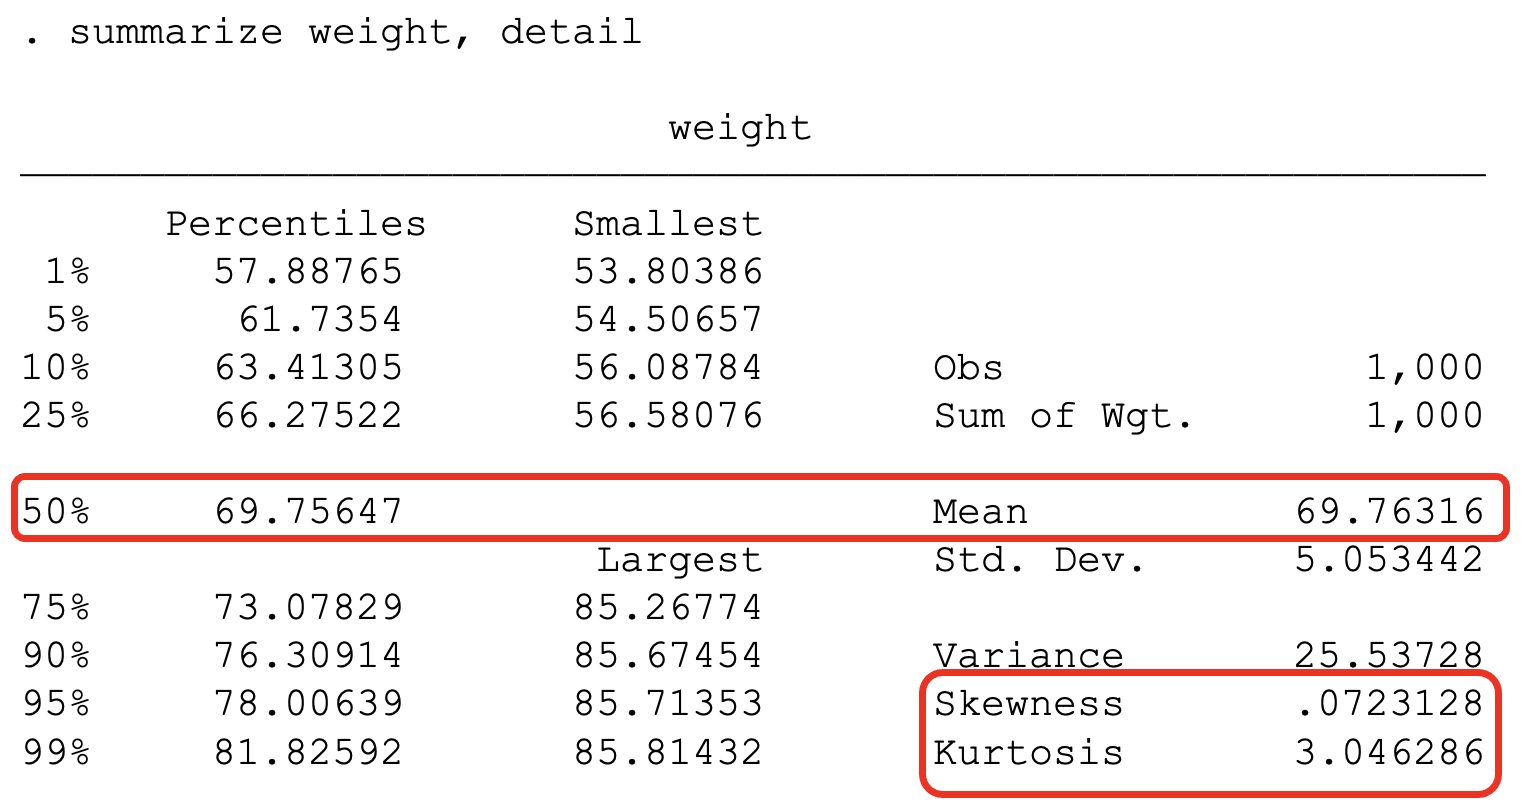 . summarize weight, detail
weight
Percentiles Smallest
1% 57.88765 53.80386
5% 61.7354 54.50657
10% 63.41305 56.08784 Obs 1,000
25% 66.27522 56.58076 Sum of Wgt. 1,000
50% 69.75647 Mean 69.76316
Largest Std. Dev. 5.053442
75% 73.07829 85.26774
90% 76.30914 85.67454 Variance 25.53728
95% 78.00639 85.71353 Skewness .0723128
99% 81.82592 85.81432 Kurtosis 3.046286